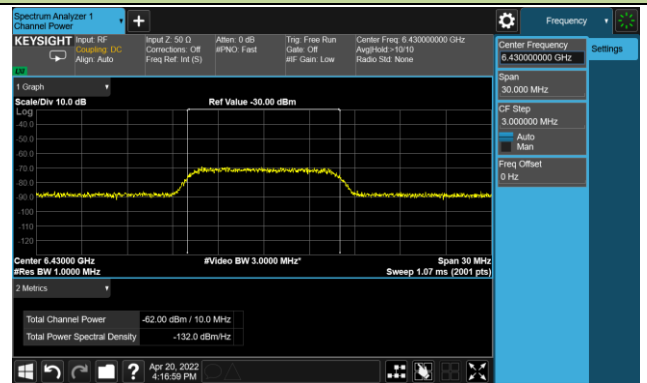 Spectrum Analyzer 1
Channel Power
+
Frequency
KEYSIGHT
Input: RF
Coupling: DC
Align: Auto
Input Z: 50 Ω
Corrections: Off
Freq Ref: Int (S)
Atten: 0 dB
#PNO: Fast
Trig: Free Run
Gate: Off
#IF Gain: Low
Center Freq: 6.430000000 GHz
Avg|Hold:>10/10
Radio Std: None
Center Frequency
6.430000000 GHz
Settings
Span
30.000 MHz
CF Step
3.000000 MHz
Auto
Man
Freq Offset
0 Hz
1 Graph
Scale/Div 10.0 dB
Ref Value -30.00 dBm
Log
-40.0
-50.0
-60.0
-70.0
-80.0
-90.0
-100
-110
-120
Center 6.43000 GHz
#Video BW 3.0000 MHz*
Span 30 MHz
#Res BW 1.0000 MHz
Sweep 1.07 ms (2001 pts)
2 Metrics
Total Channel Power
-62.00 dBm / 10.0 MHz
Total Power Spectral Density
-132.0 dBm/Hz
?
Apr 20, 2022
4:16:59 PM